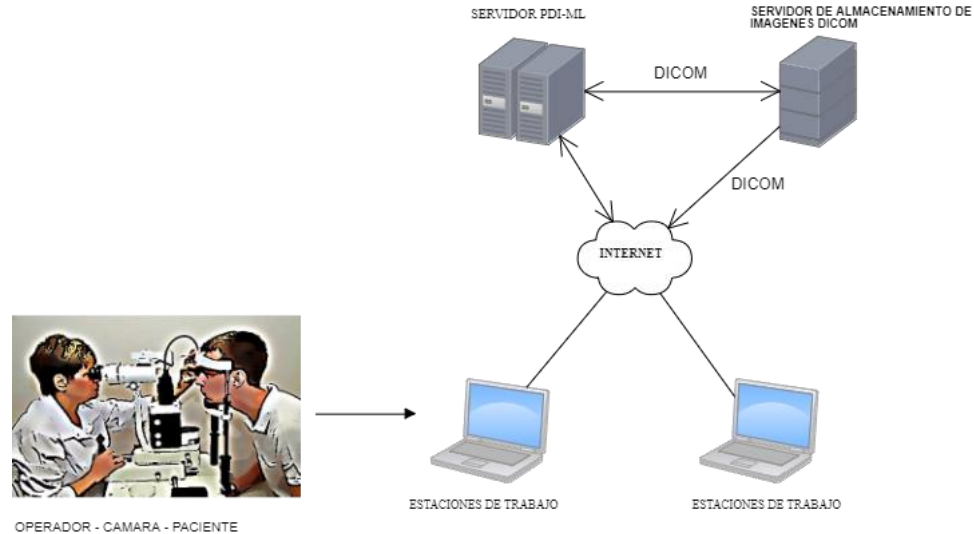 SERVIDOR PDI-ML
SERVIDOR DE ALMACENAMIENTO DE
IMAGENES DICOM
DICOM
DICOM
INTERNET
ESTACIONES DE TRABAJO
ESTACIONES DE TRABAJO
OPERADOR - CAMARA - PACIENTE